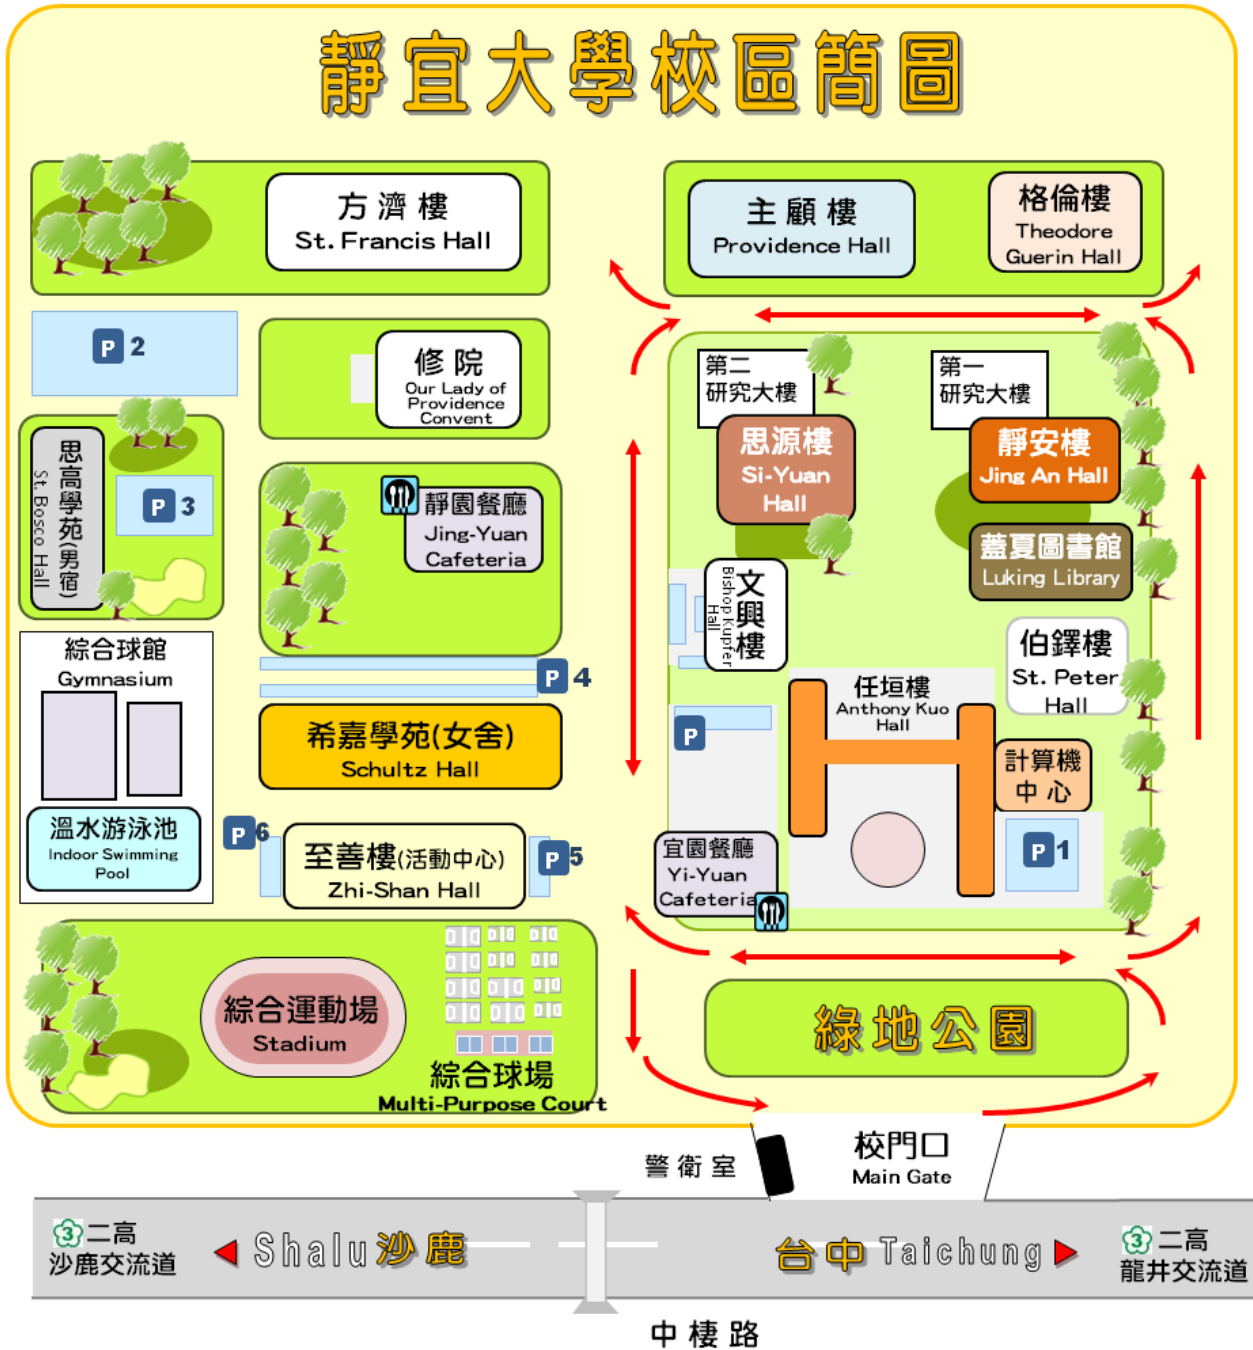 靜宜大學校區簡圖
方濟樓
St. Francis Hall
主顧樓
Providence Hall
格倫樓
Theodore
Guerin Hall
P 2
修院
Our Lady of
Providence
Convent
第二
研究大樓
第一
研究大樓
思源樓
Si-Yuan
Hall
靜安樓
Jing An Hall
思高學苑(男宿)
St. Bosco Hall
P 3
靜園餐廳
Jing-Yuan
Cafeteria
蓋夏圖書館
Luking Library
文興樓
Bishop Kupfer
Hall
綜合球館
Gymnasium
P 4
伯鐸樓
St. Peter
Hall
任垣樓
Anthony Kuo
Hall
P
希嘉學苑(女舍)
Schultz Hall
計算機
中心
溫水游泳池
Indoor Swimming
Pool
P 6
至善樓(活動中心)
Zhi-Shan Hall
P 5
宜園餐廳
Yi-Yuan
Cafeteria
P 1
綜合運動場
Stadium
綜合球場
Multi-Purpose Court
綠地公園
警衛室
校門口
Main Gate
3 二高
沙鹿交流道
Shalu 沙鹿
台中 Taichung
3 二高
龍井交流道
中棲路